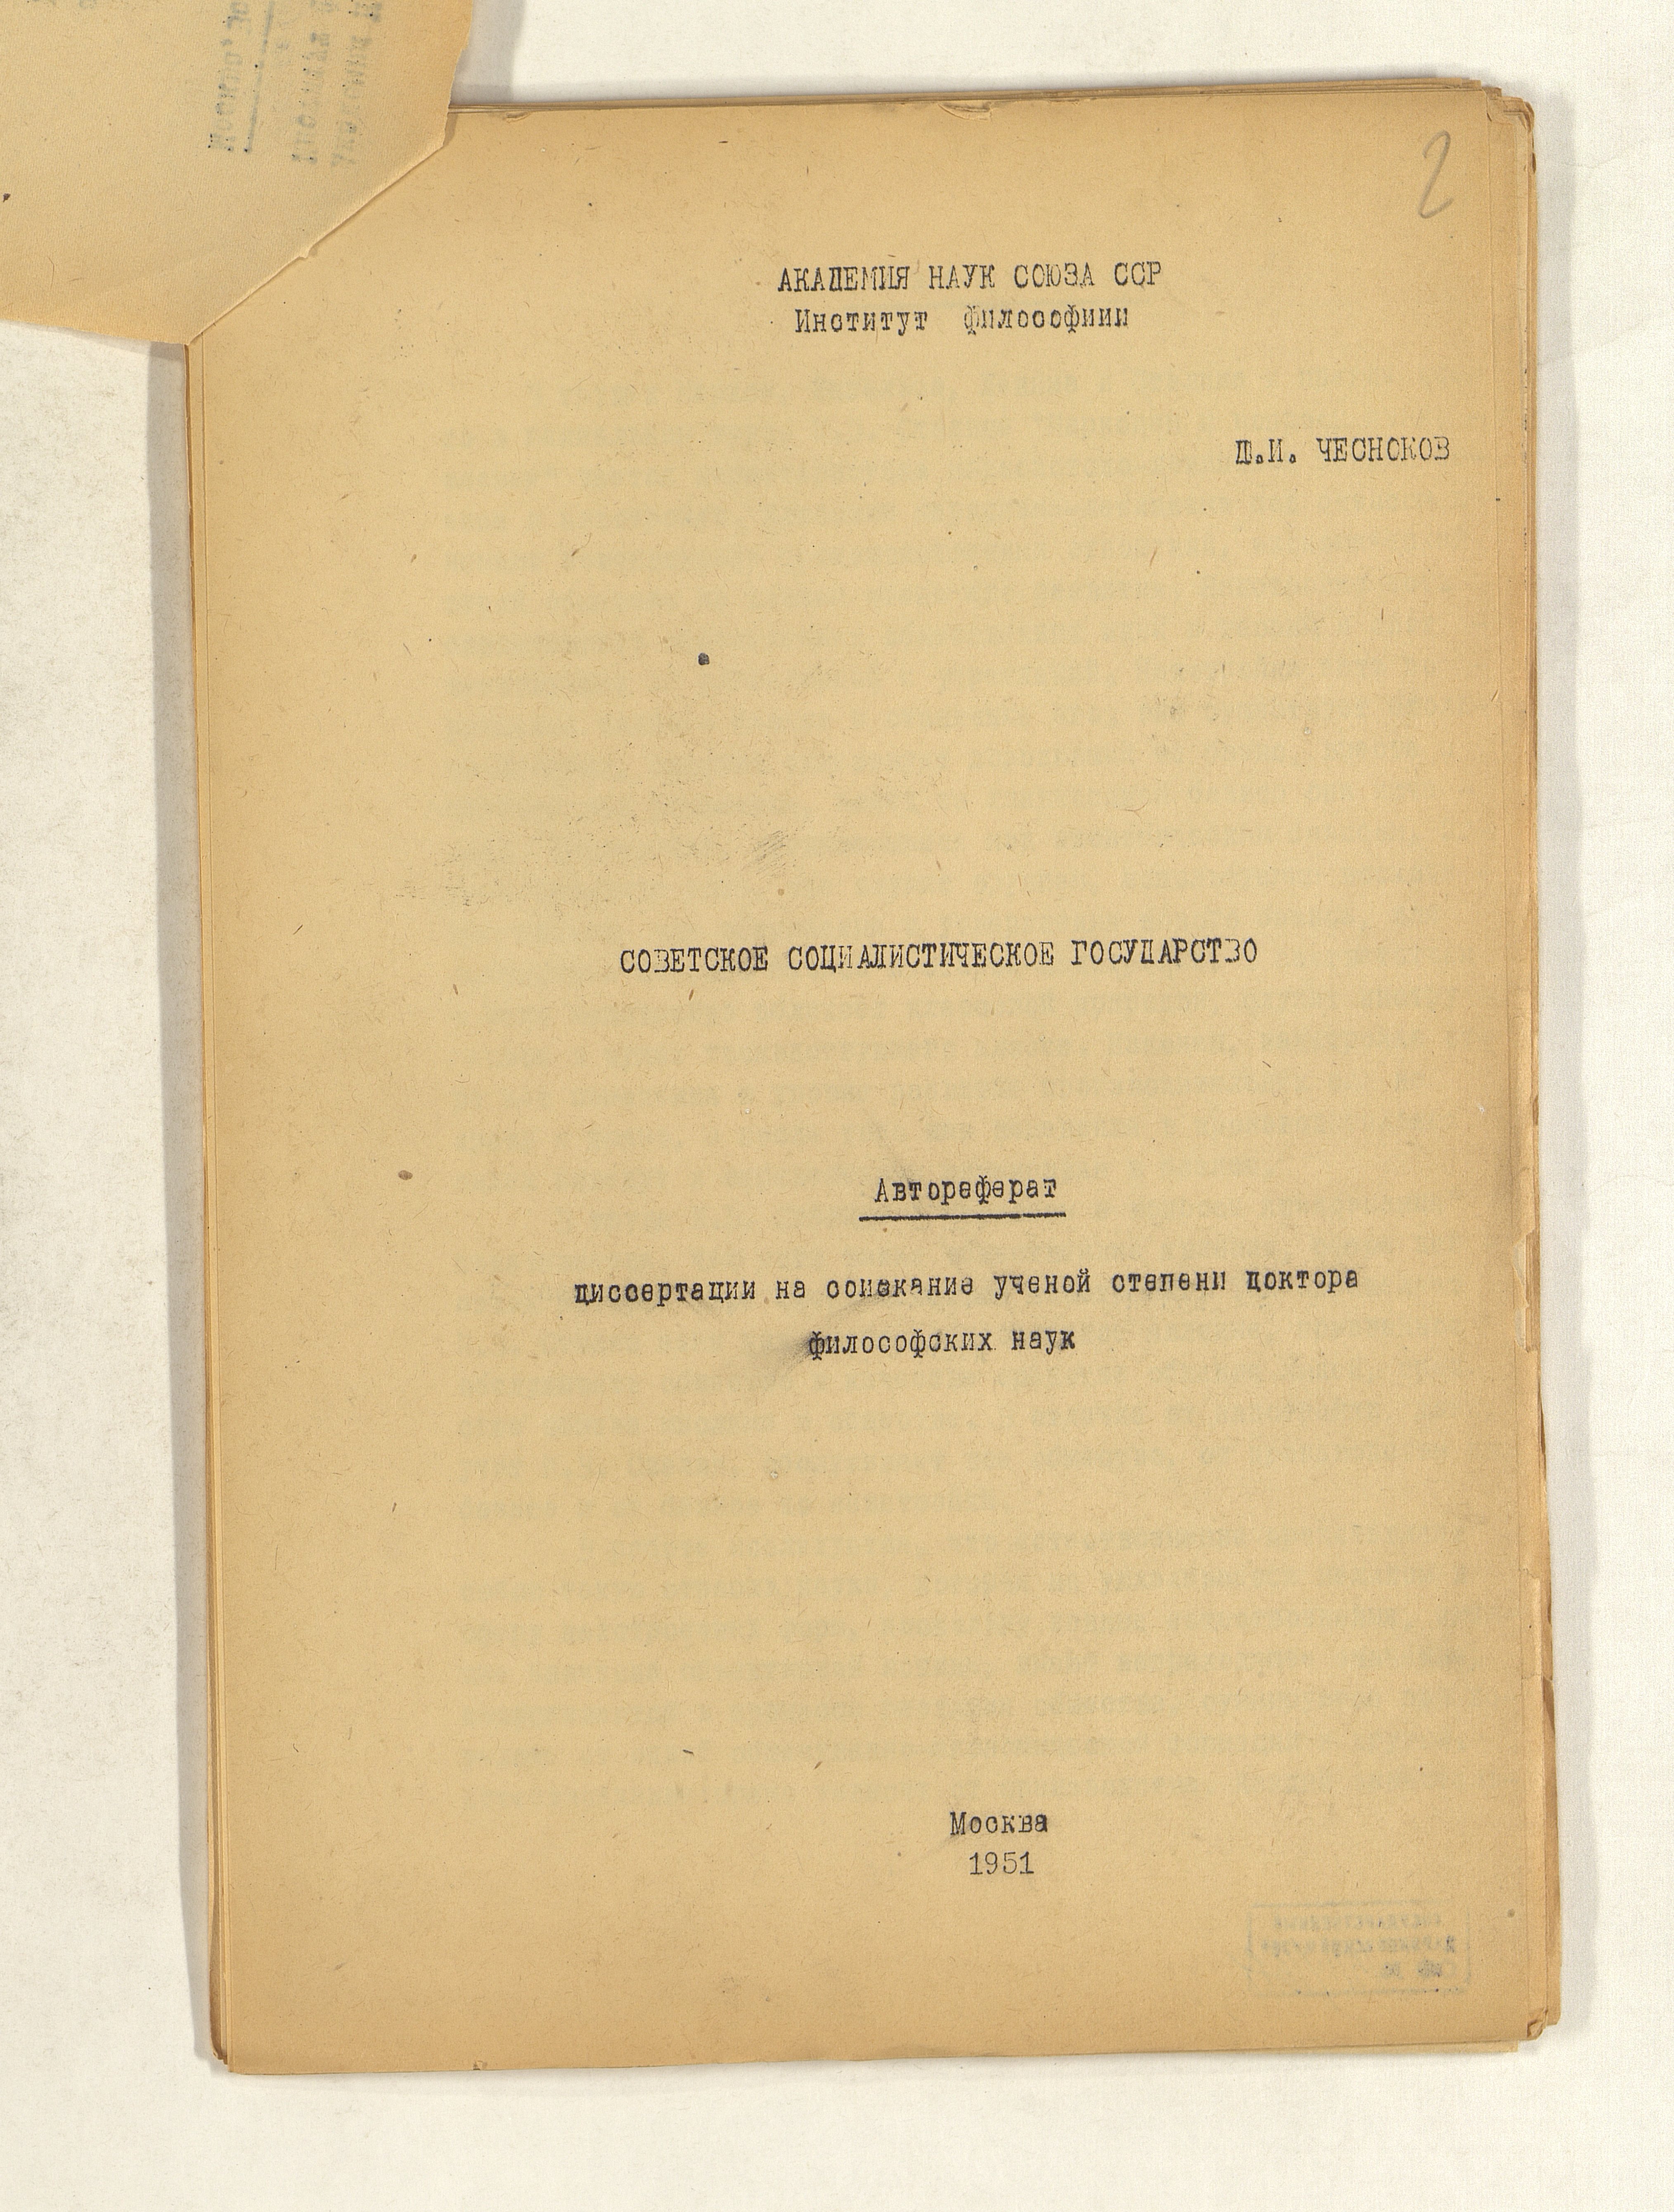 2
АКАДЕМИЯ НАУК СОЮЗА ССР
Институт философиии
Д.И. ЧЕСНОКОВ
СОВЕТСКОЕ СОЦИАЛИСТИЧЕСКОЕ ГОСУДАРСТВО
Автореферат
диссертации на соискание ученой степени доктора
философских наук
Москва
1951